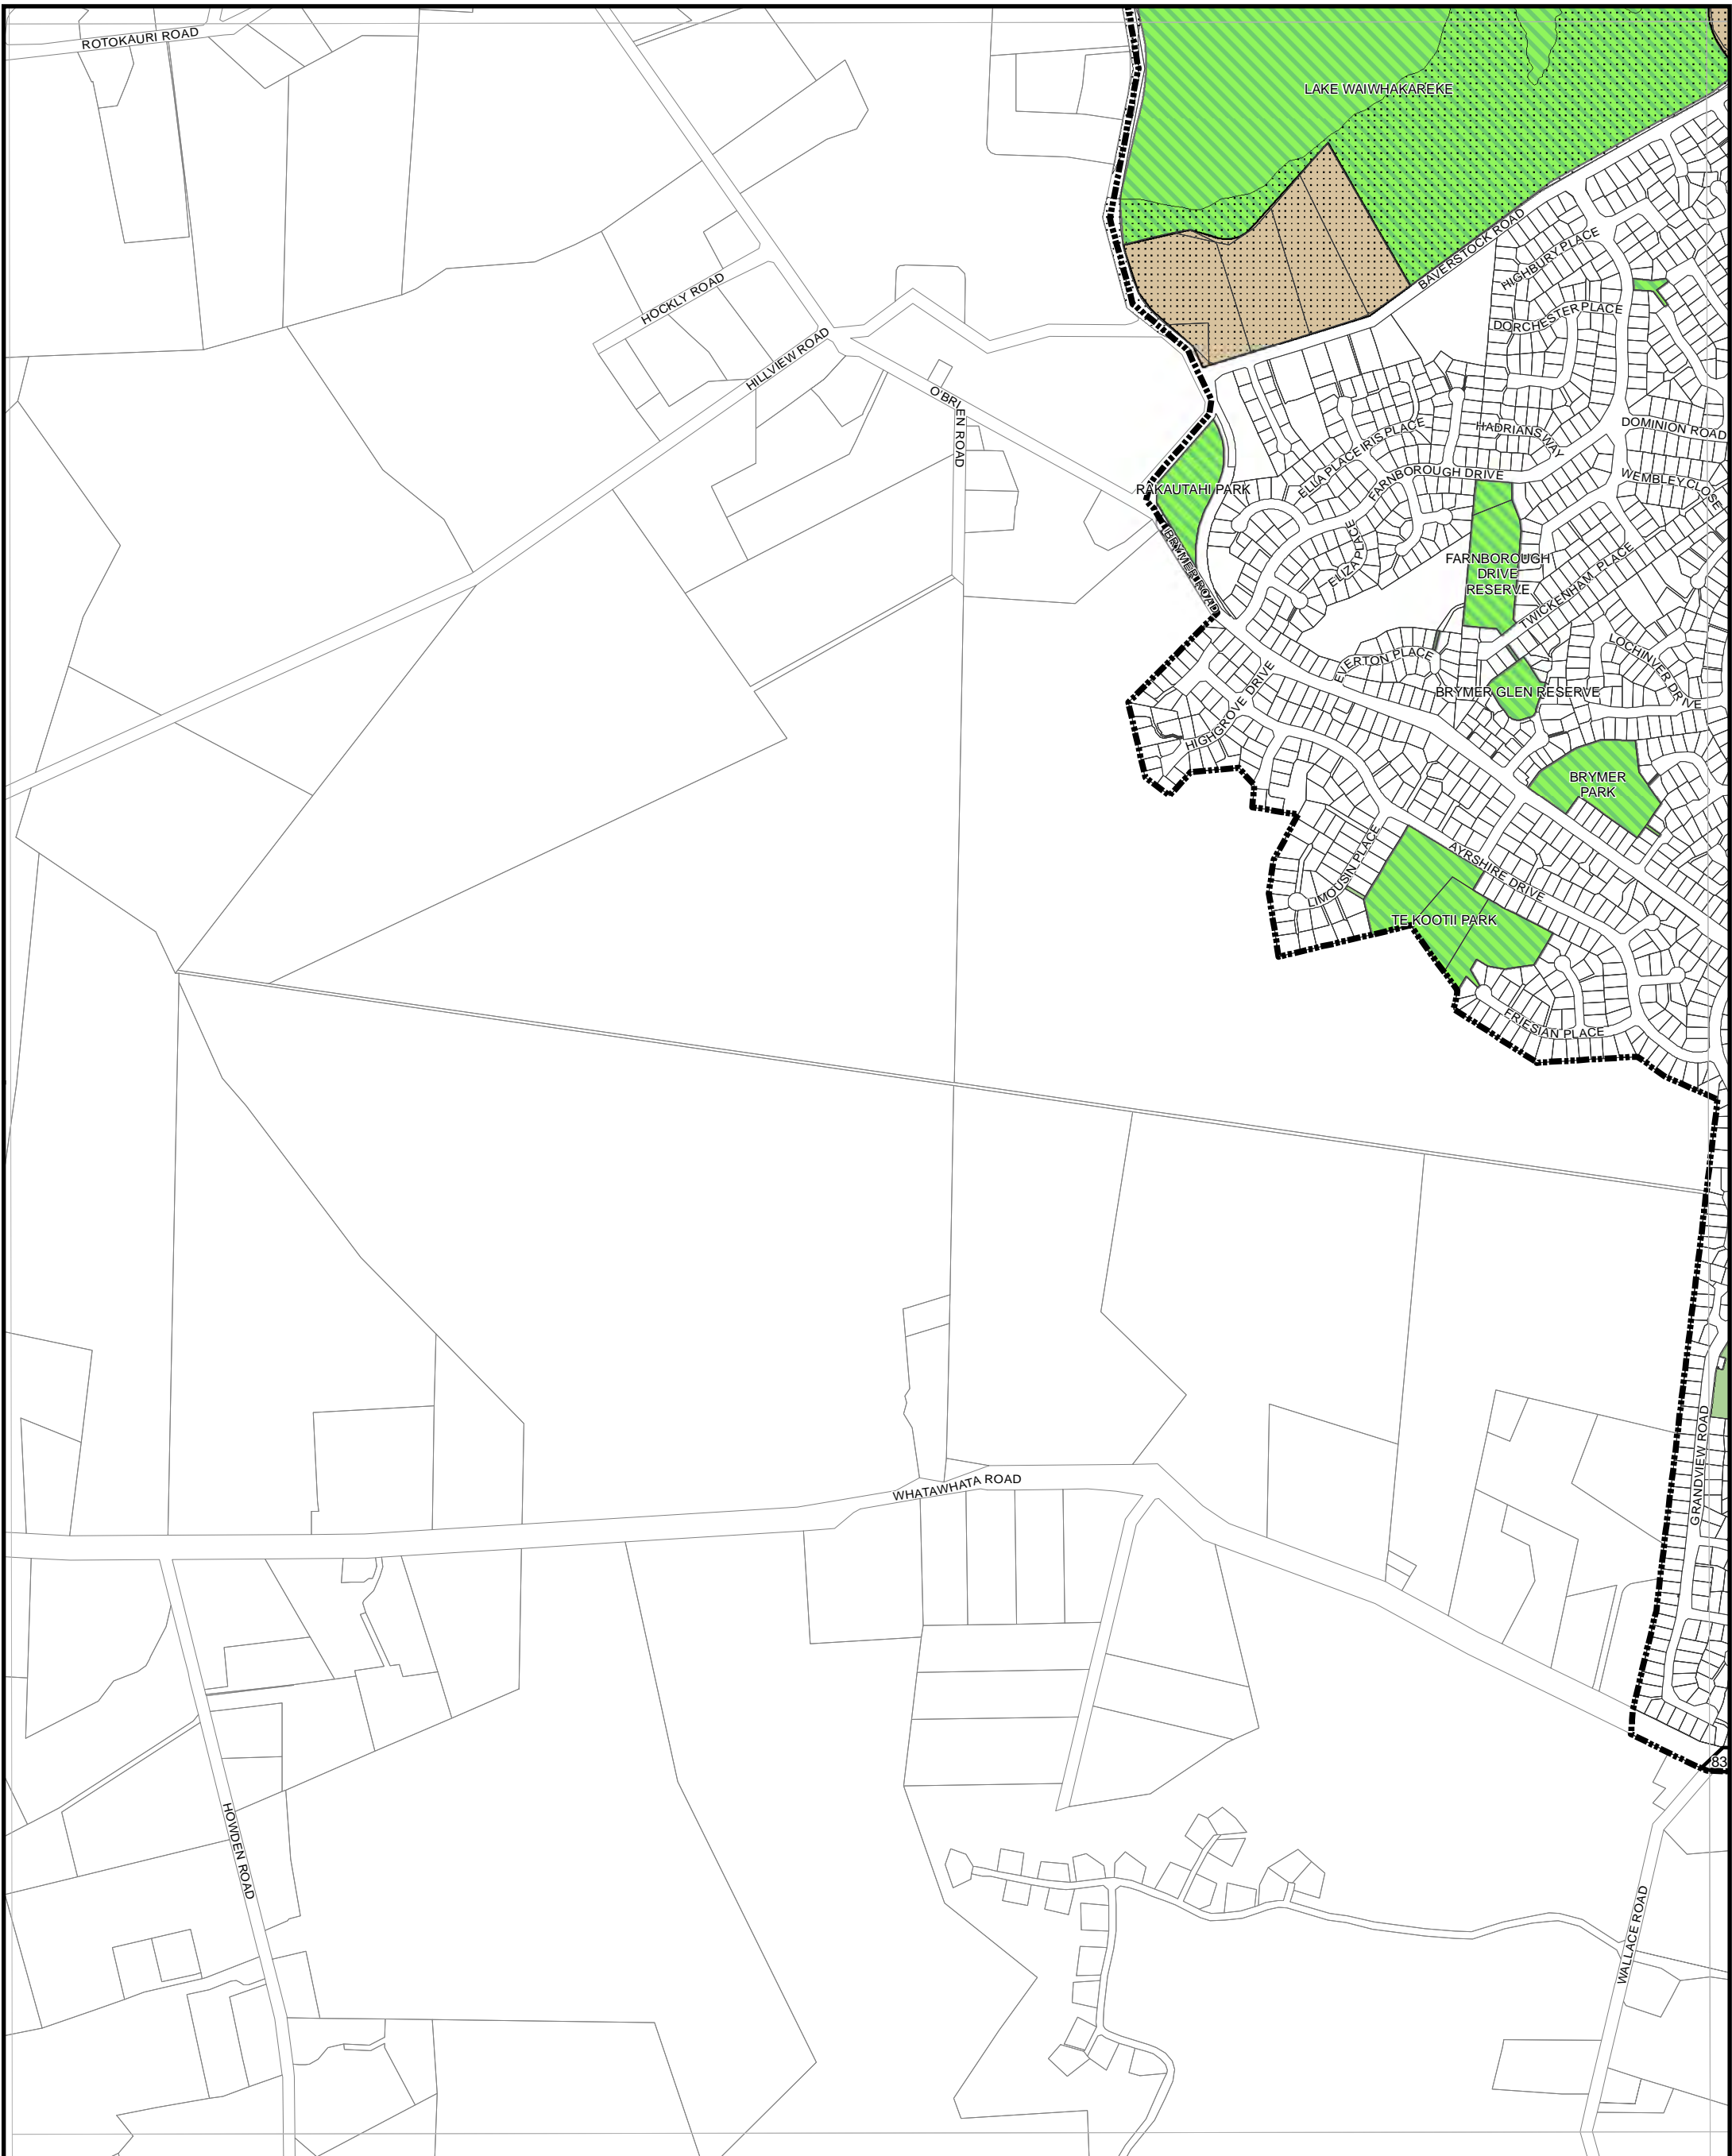 ROTOKAURI ROAD
LAKE WAIWHAKAREKE
BAVERSTOCK ROAD
HIGHBURY PLACE
HOCKLY ROAD
DORCHESTER PLACE
HILLVIEW ROAD
O'BRIEN ROAD
DOMINION ROAD
HADRIANS WAY
IRIS PLACE
ELLA PLACE
FARNBOROUGH DRIVE
WEMBLEY CLOSE
RAKAUTAHI PARK
BRYMER ROAD
ELIZA PLACE
FARNBOROUGH
DRIVE
RESERVE
TWICKENHAM PLACE
EVERTON PLACE
LOCHINVER DRIVE
BRYMER GLEN RESERVE
HIGHGROVE DRIVE
BRYMER
PARK
LIMOUSIN PLACE
AYRSHIRE DRIVE
TE KOOTII PARK
FRIESIAN PLACE
GRANDVIEW ROAD
WHATAWHATA ROAD
83
HOWDEN ROAD
WALLACE ROAD